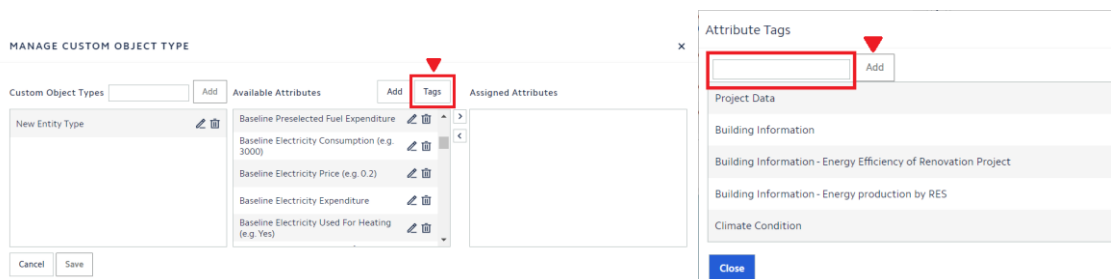 MANAGE CUSTOM OBJECT TYPE
×
Custom Object Types
Add
Available Attributes
Add
Tags
Assigned Attributes
New Entity Type
Baseline Preselected Fuel Expenditure
Baseline Electricity Consumption (e.g.
3000)
Baseline Electricity Price (e.g. 0.2)
Baseline Electricity Expenditure
Baseline Electricity Used For Heating
(e.g. Yes)
>
<
Cancel
Save
Attribute Tags
Add
Project Data
Building Information
Building Information - Energy Efficiency of Renovation Project
Building Information - Energy production by RES
Climate Condition
Close